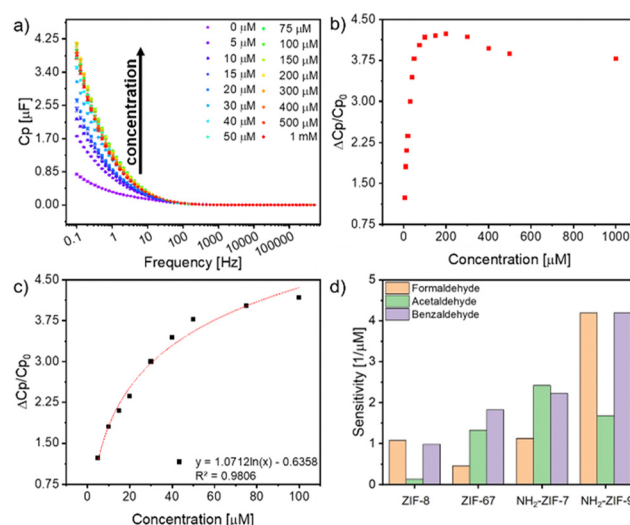 a)
4.25
3.40
2.55
1.70
0.85
0.00
Cp [µF]
concentration
0 µM
5 µM
10 µM
15 µM
20 µM
30 µM
40 µM
50 µM
75 µM
100 µM
150 µM
200 µM
300 µM
400 µM
500 µM
1 mM
0.1
1
10
100
1000
10000
100000
Frequency [Hz]
b)
4.50
3.75
3.00
2.25
1.50
0.75
ΔCp/Cp₀
0
200
400
600
800
1000
Concentration [µM]
c)
4.50
3.75
3.00
2.25
1.50
ΔCp/Cp₀
y = 1.0712ln(x) - 0.6358
R² = 0.9806
0
20
40
60
80
100
Concentration [µM]
d)
5
4
3
2
1
0
Sensitivity [1/µM]
Formaldehyde
Acetaldehyde
Benzaldehyde
ZIF-8
ZIF-67
NH₂-ZIF-7
NH₂-ZIF-9